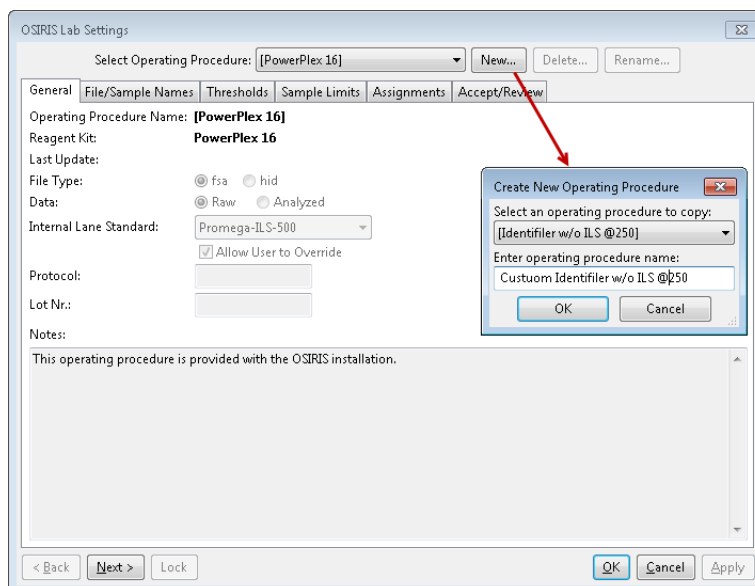 OSIRIS Lab Settings
Select Operating Procedure: [PowerPlex 16] New... Delete... Rename...
General File/Sample Names Thresholds Sample Limits Assignments Accept/Review
Operating Procedure Name: [PowerPlex 16]
Reagent Kit: PowerPlex 16
Last Update:
File Type: fsa hid
Data: Raw Analyzed
Internal Lane Standard: Promega-ILS-500
Allow User to Override
Protocol:
Lot Nr.:
Notes:
This operating procedure is provided with the OSIRIS installation.
Create New Operating Procedure
Select an operating procedure to copy:
[Identifiler w/o ILS @250]
Enter operating procedure name:
Custuom Identifiler w/o ILS @250
OK Cancel
< Back Next > Lock OK Cancel Apply